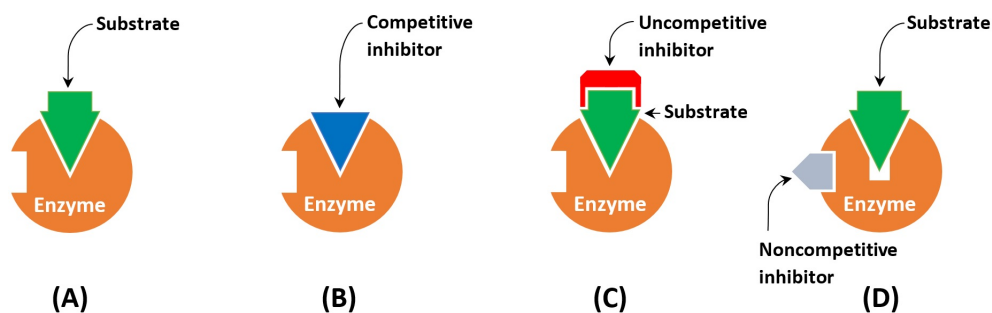 Substrate
Competitive
inhibitor
Uncompetitive
inhibitor
Substrate
Substrate
Enzyme
Enzyme
Enzyme
Enzyme
Noncompetitive
inhibitor
(A)
(B)
(C)
(D)